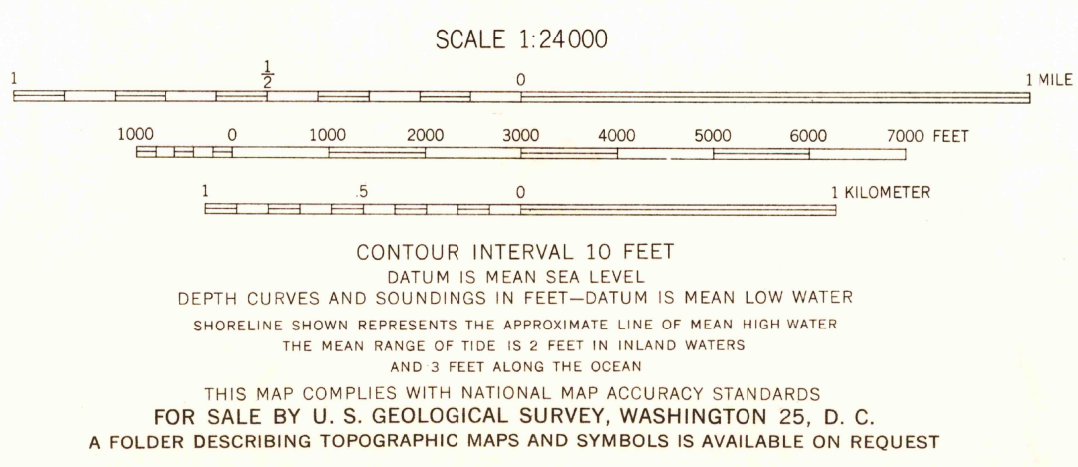 SCALE 1:24000
1 1/2 0 1 MILE
1000 0 1000 2000 3000 4000 5000 6000 7000 FEET
1 .5 0 1 KILOMETER
CONTOUR INTERVAL 10 FEET
DATUM IS MEAN SEA LEVEL
DEPTH CURVES AND SOUNDINGS IN FEET—DATUM IS MEAN LOW WATER
SHORELINE SHOWN REPRESENTS THE APPROXIMATE LINE OF MEAN HIGH WATER
THE MEAN RANGE OF TIDE IS 2 FEET IN INLAND WATERS
AND 3 FEET ALONG THE OCEAN
THIS MAP COMPLIES WITH NATIONAL MAP ACCURACY STANDARDS
FOR SALE BY U. S. GEOLOGICAL SURVEY, WASHINGTON 25, D. C.
A FOLDER DESCRIBING TOPOGRAPHIC MAPS AND SYMBOLS IS AVAILABLE ON REQUEST